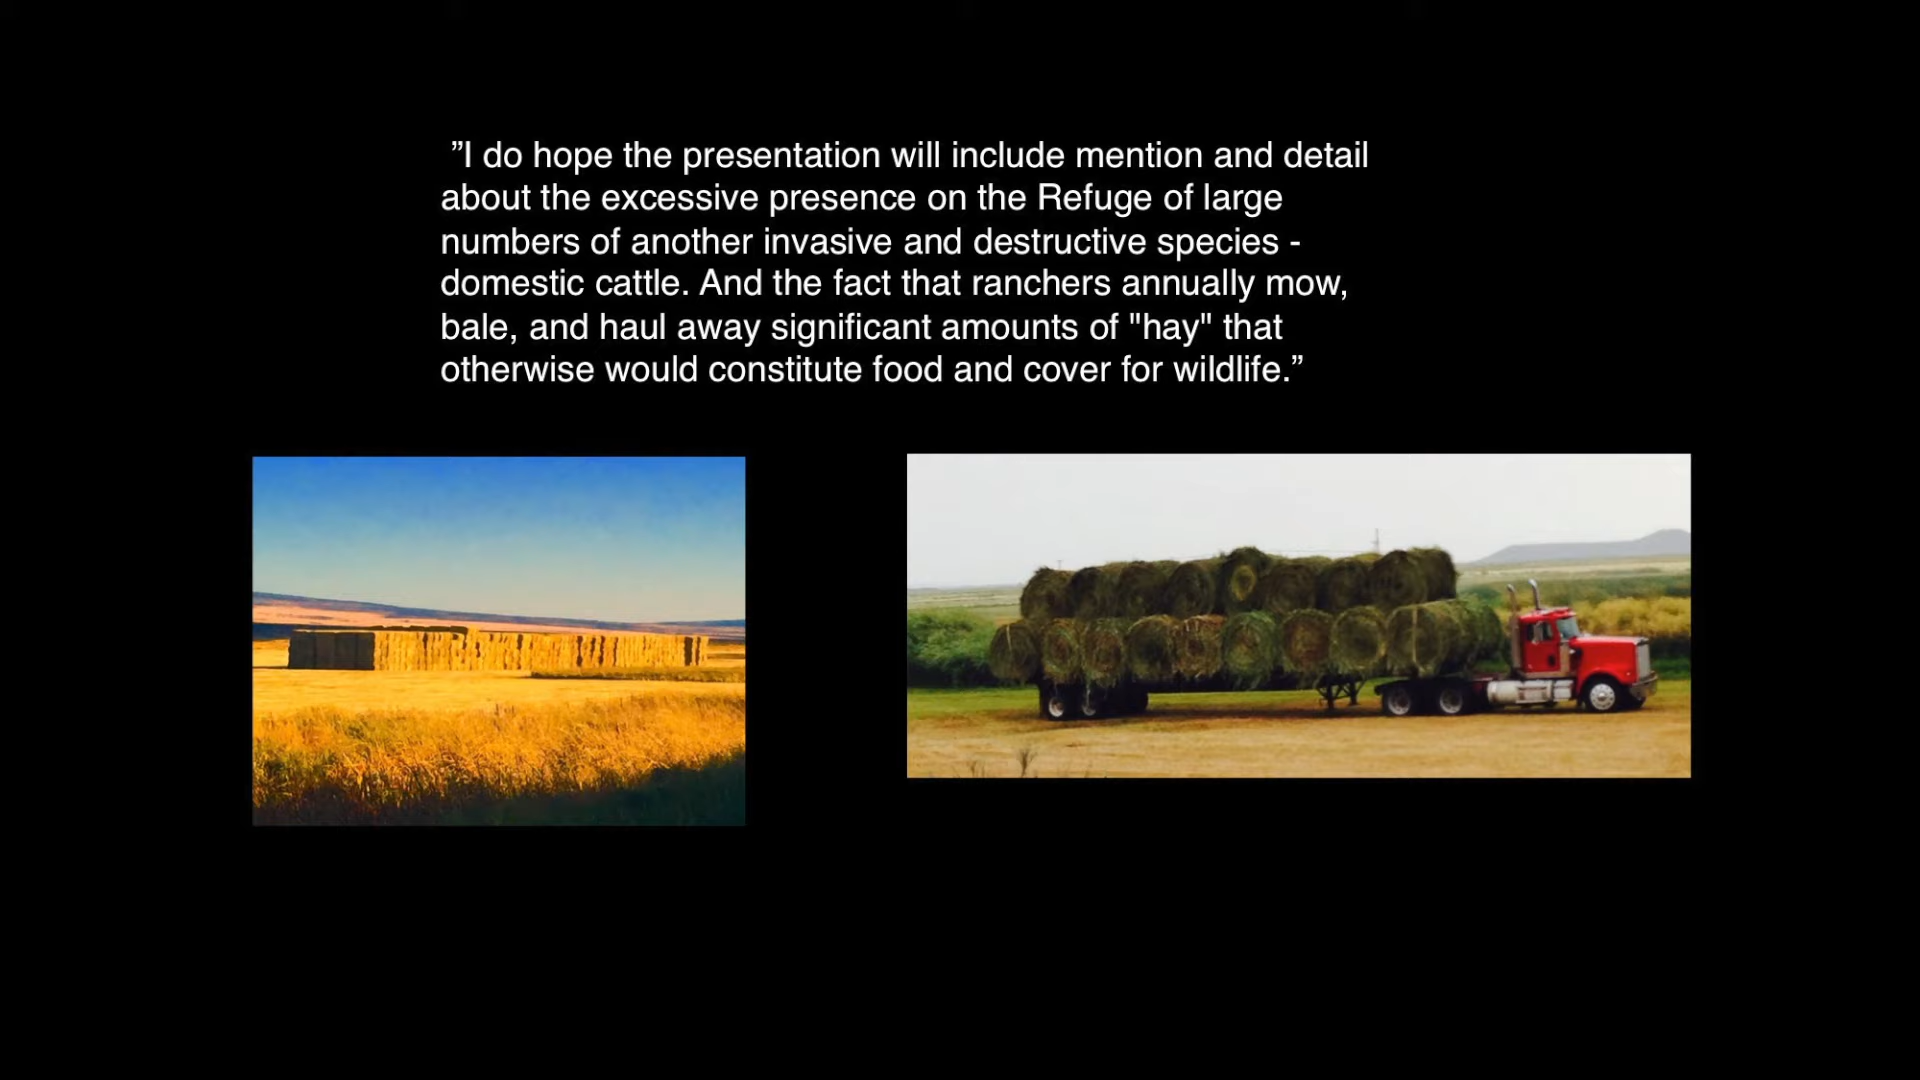 ”I do hope the presentation will include mention and detail
about the excessive presence on the Refuge of large
numbers of another invasive and destructive species -
domestic cattle. And the fact that ranchers annually mow,
bale, and haul away significant amounts of "hay" that
otherwise would constitute food and cover for wildlife.”